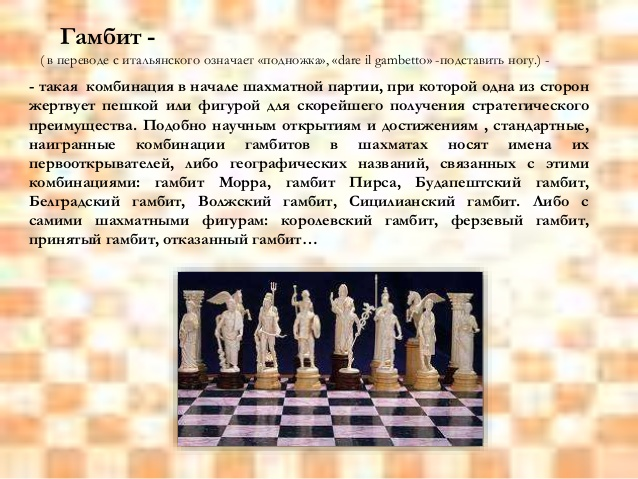 Гамбит -
( в переводе с итальянского означает «подножка», «dare il gambetto» -подставить ногу.) -
- такая комбинация в начале шахматной партии, при которой одна из сторон
жертвует пешкой или фигурой для скорейшего получения стратегического
преимущества. Подобно научным открытиям и достижениям , стандартные,
наигранные комбинации гамбитов в шахматах носят имена их
первооткрывателей, либо географических названий, связанных с этими
комбинациями: гамбит Морра, гамбит Пирса, Будапештский гамбит,
Белградский гамбит, Волжский гамбит, Сицилианский гамбит. Либо с
самими шахматными фигурам: королевский гамбит, ферзевый гамбит,
принятый гамбит, отказанный гамбит…